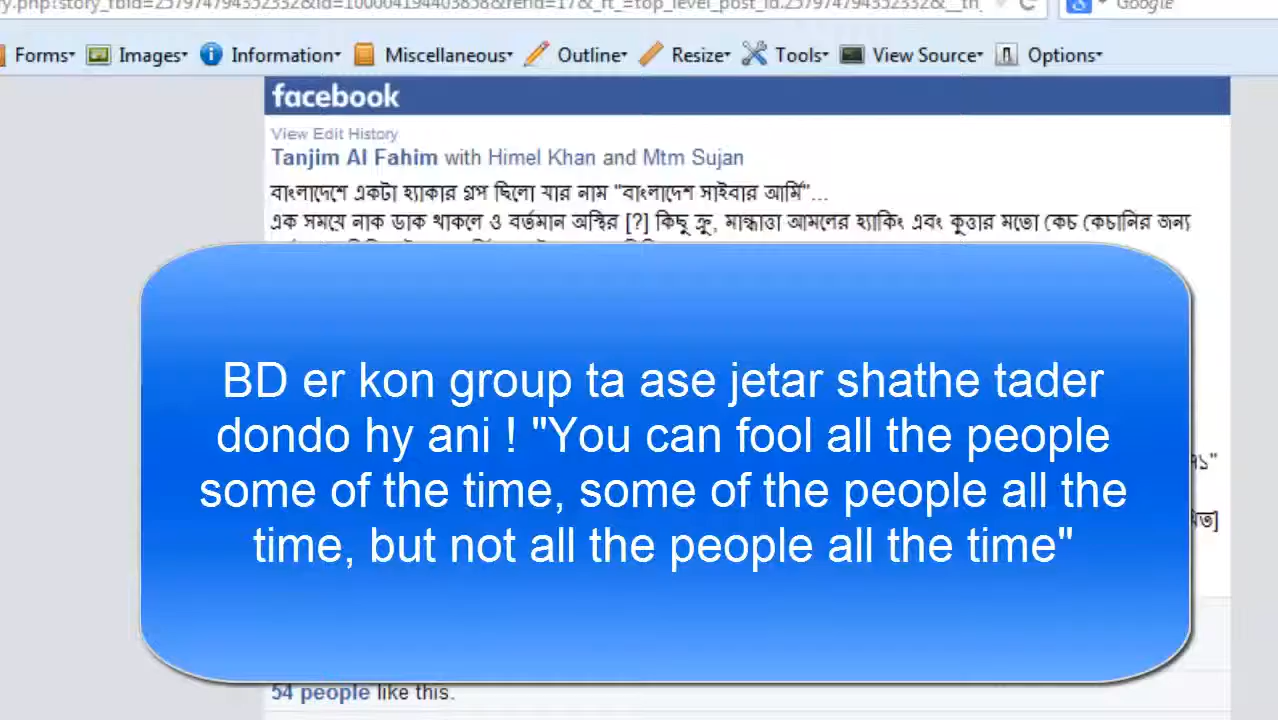 Google
Forms Images Information Miscellaneous Outline Resize Tools View Source Options
facebook
View Edit History
Tanjim Al Fahim with Himel Khan and Mtm Sujan
বাংলাদেশে একটা হ্যাকার গ্রুপ ছিলো যার নাম "বাংলাদেশ সাইবার আর্মি"...
এক সময়ে নাক ডাক থাকলে ও বর্তমান অস্থির [?] কিছু ক্রু, মান্ধাত্তা আমলের হ্যাকিং এবং কুত্তার মতো কেচ কেচানির জন্য
BD er kon group ta ase jetar shathe tader
dondo hy ani ! "You can fool all the people
some of the time, some of the people all the
time, but not all the people all the time"
54 people like this.